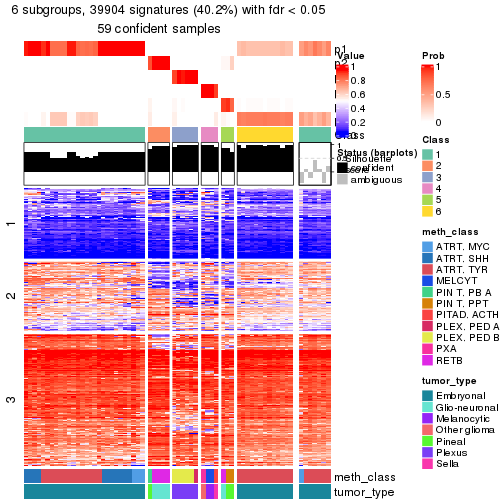 6 subgroups, 39904 signatures (40.2%) with fdr < 0.05
59 confident samples
p1
Value
1
0.8
0.6
0.4
0.2
0
Prob
1
0.5
0
Status (barplots)
confident
ambiguous
Silhouette
Class
1
2
3
4
5
6
meth_class
ATRT. MYC
ATRT. SHH
ATRT. TYR
MELCYT
PIN T. PB A
PIN T. PPT
PITAD. ACTH
PLEX. PED A
PLEX. PED B
PXA
RETB
tumor_type
Embryonal
Glio-neuronal
Melanocytic
Other glioma
Pineal
Plexus
Sella
1
2
3
meth_class
tumor_type